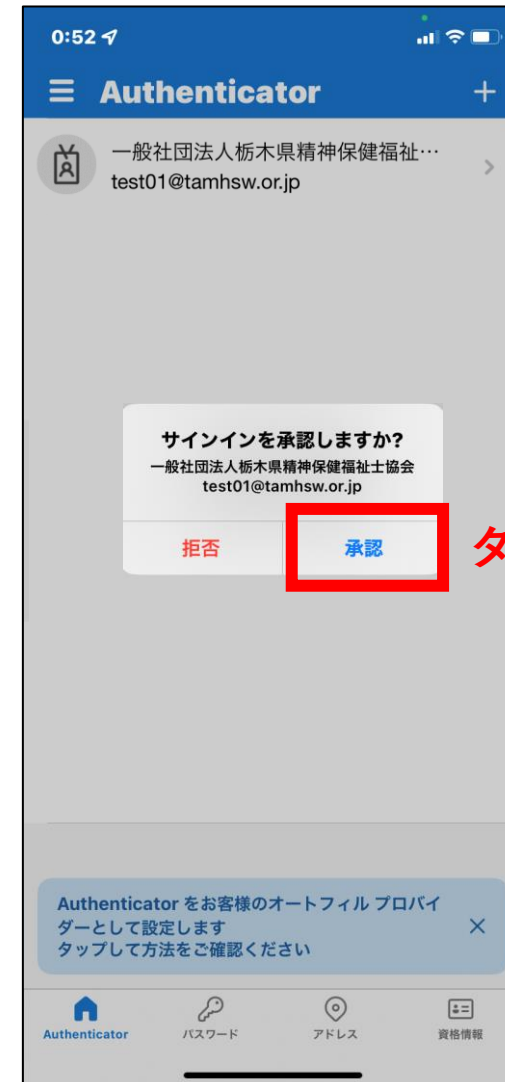 0:52
Authenticator
一般社団法人栃木県精神保健福祉…
test01@tamhsw.or.jp
サインインを承認しますか?
一般社団法人栃木県精神保健福祉士協会
test01@tamhsw.or.jp
拒否 承認
タ
Authenticator をお客様のオートフィル プロバイ
ダーとして設定します
タップして方法をご確認ください
Authenticator パスワード アドレス 資格情報